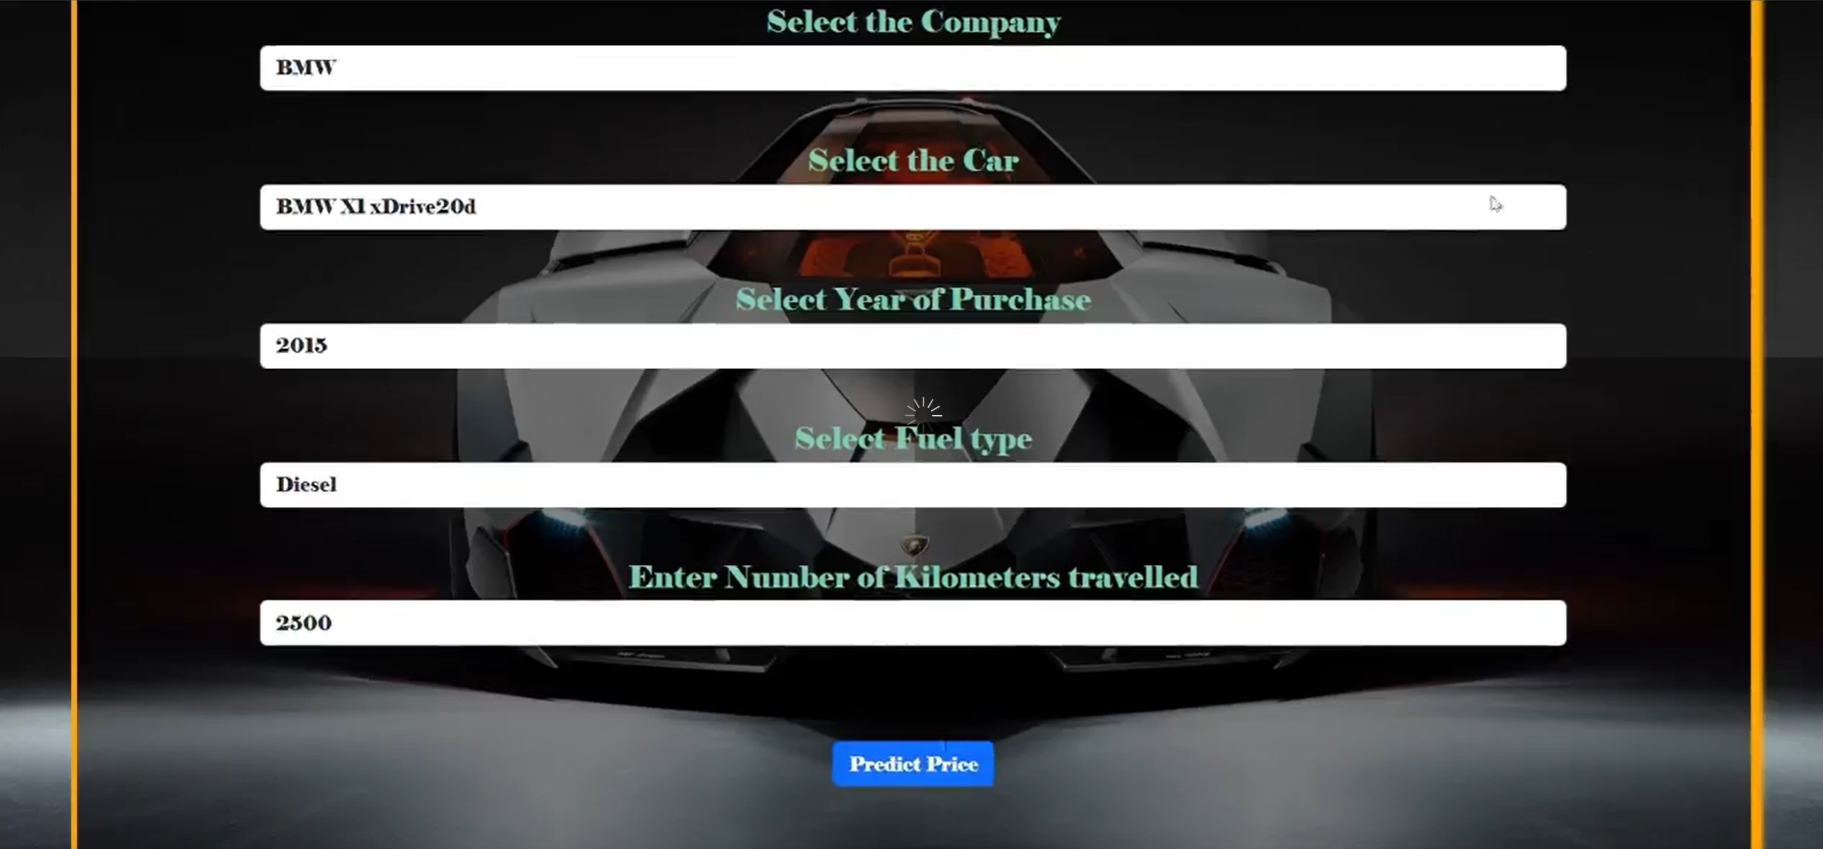 Select the Company
BMW
Select the Car
BMW X1 xDrive20d
Select Year of Purchase
2015
Select Fuel type
Diesel
Enter Number of Kilometers travelled
2500
Predict Price